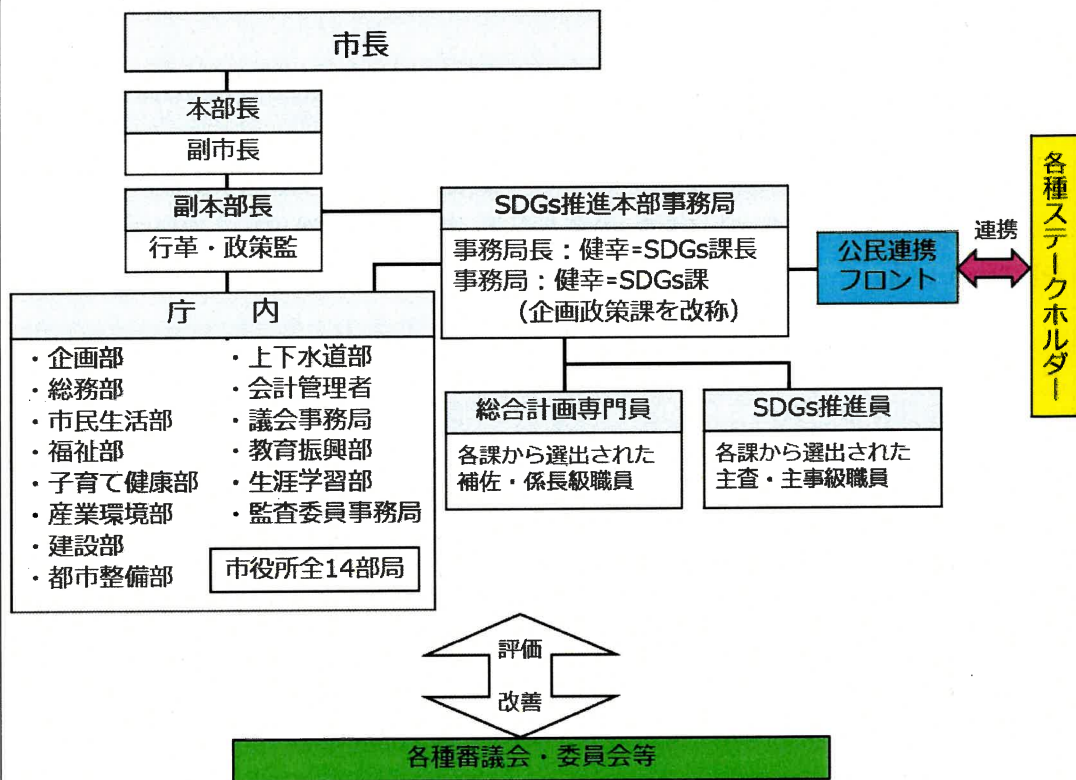 市長
本部長
副市長
副本部長
行革・政策監
SDGs推進本部事務局
事務局長：健幸=SDGs課長
事務局：健幸=SDGs課
（企画政策課を改称）
公民連携
フロント
連携
各種ステークホルダー
庁　内
・企画部
・総務部
・市民生活部
・福祉部
・子育て健康部
・産業環境部
・建設部
・都市整備部
・上下水道部
・会計管理者
・議会事務局
・教育振興部
・生涯学習部
・監査委員事務局
市役所全14部局
総合計画専門員
各課から選出された
補佐・係長級職員
SDGs推進員
各課から選出された
主査・主事級職員
評価
改善
各種審議会・委員会等